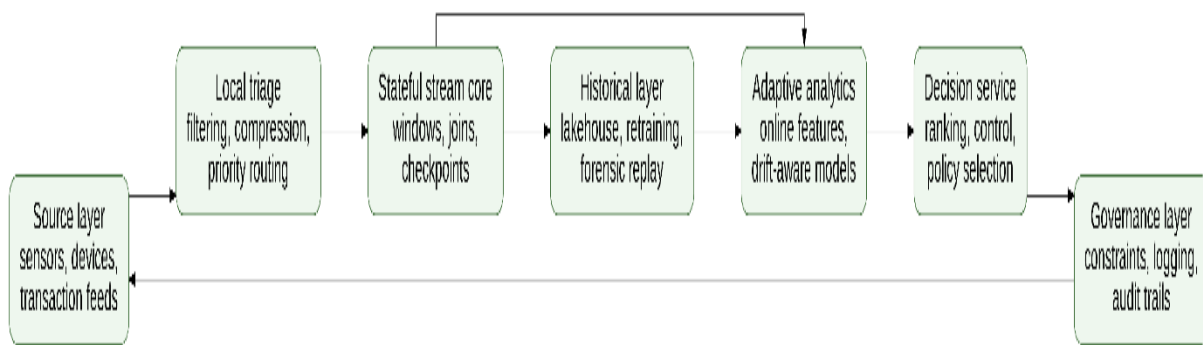 Source layer
sensors, devices,
transaction feeds
Local triage
filtering, compression,
priority routing
Stateful stream core
windows, joins,
checkpoints
Historical layer
lakehouse, retraining,
forensic replay
Adaptive analytics
online features,
drift-aware models
Decision service
ranking, control,
policy selection
Governance layer
constraints, logging,
audit trails